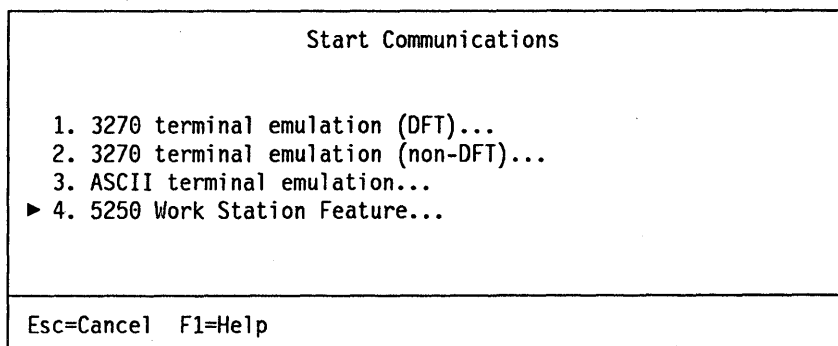 Start Communications
1. 3270 terminal emulation (DFT)...
2. 3270 terminal emulation (non-DFT)...
3. ASCII terminal emulation...
► 4. 5250 Work Station Feature...
Esc=Cancel F1=Help